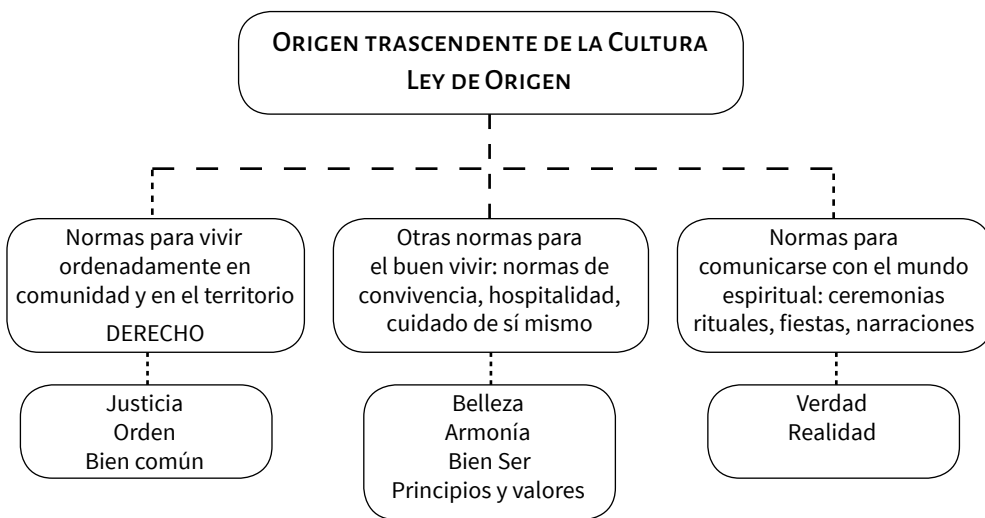 Origen trascendente de la Cultura
Ley de Origen
Normas para vivir
ordenadamente en
comunidad y en el territorio
DERECHO
Otras normas para
el buen vivir: normas de
convivencia, hospitalidad,
cuidado de sí mismo
Normas para
comunicarse con el mundo
espiritual: ceremonias
rituales, fiestas, narraciones
Justicia
Orden
Bien común
Belleza
Armonía
Bien Ser
Principios y valores
Verdad
Realidad